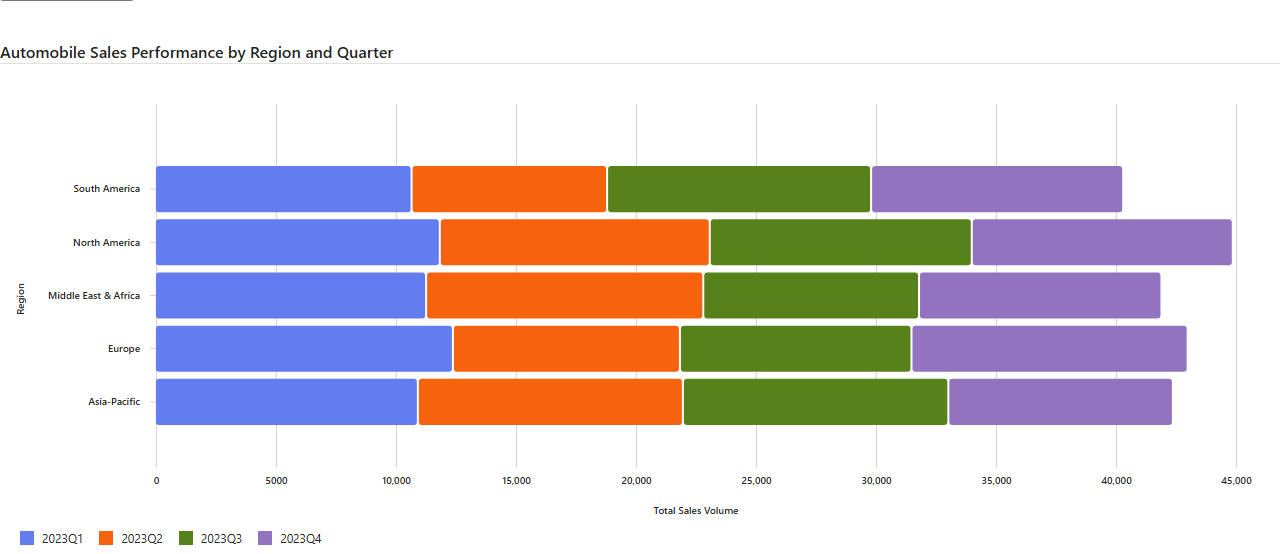 Automobile Sales Performance by Region and Quarter
South America
North America
Middle East & Africa
Europe
Asia-Pacific
Region
0 5000 10,000 15,000 20,000 25,000 30,000 35,000 40,000 45,000
Total Sales Volume
2023Q1 2023Q2 2023Q3 2023Q4